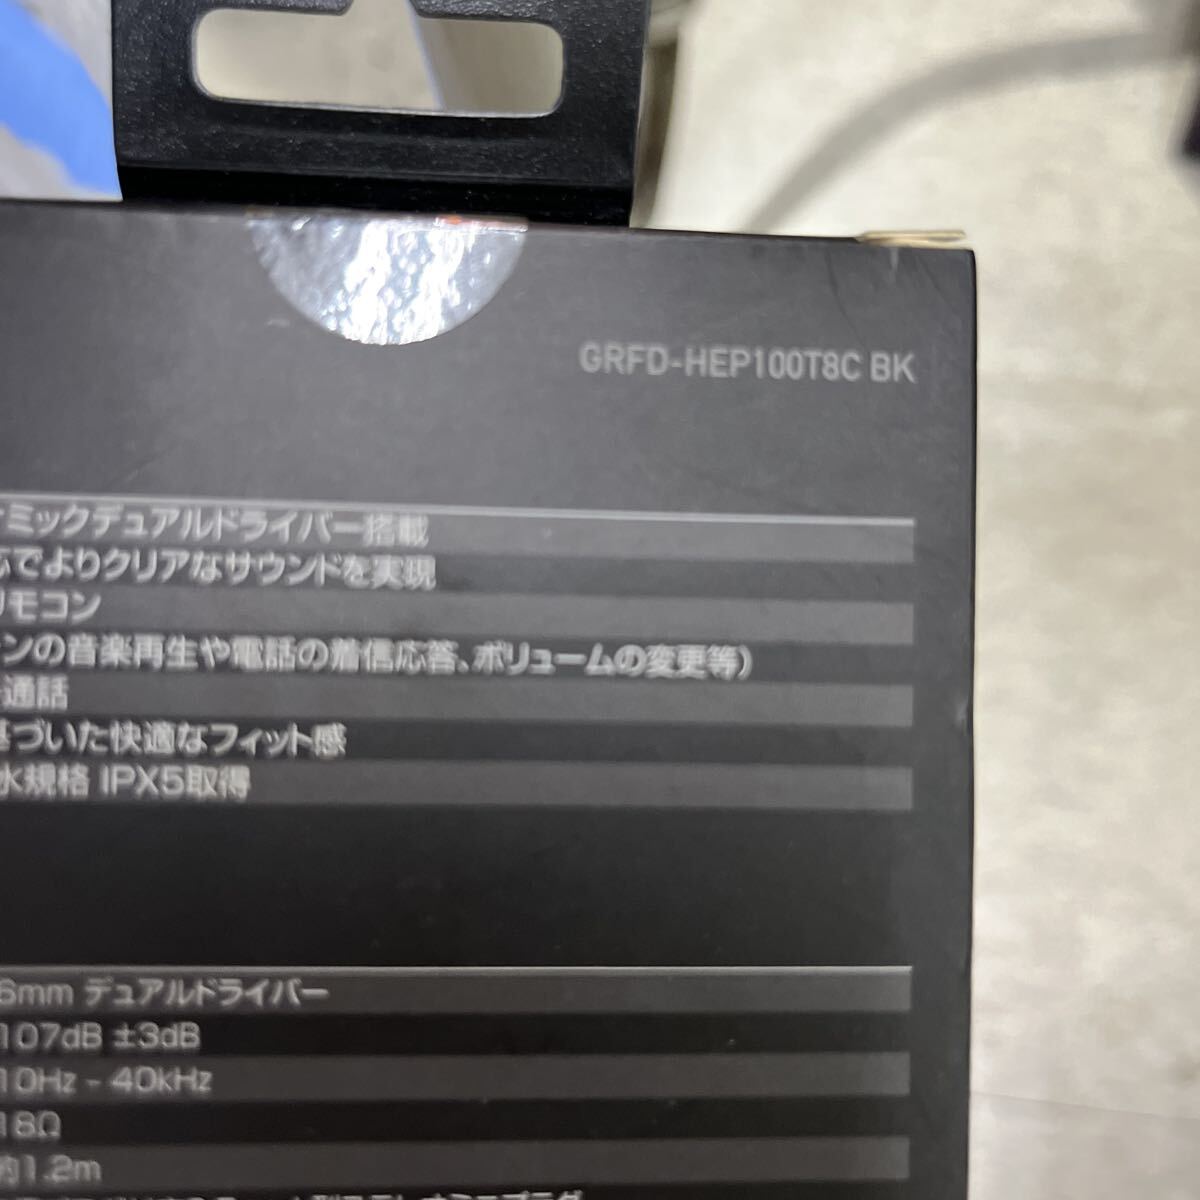 GRFD-HEP100T8C BK
ミックデュアルドライバー搭載
でよりクリアなサウンドを実現
リモコン
ンの音楽再生や電話の着信応答、ボリュームの変更等)
通話
基づいた快適なフィット感
水規格 IPX5取得
6mm デュアルドライバー
107dB ±3dB
10Hz - 40kHz
18Ω
約1.2m